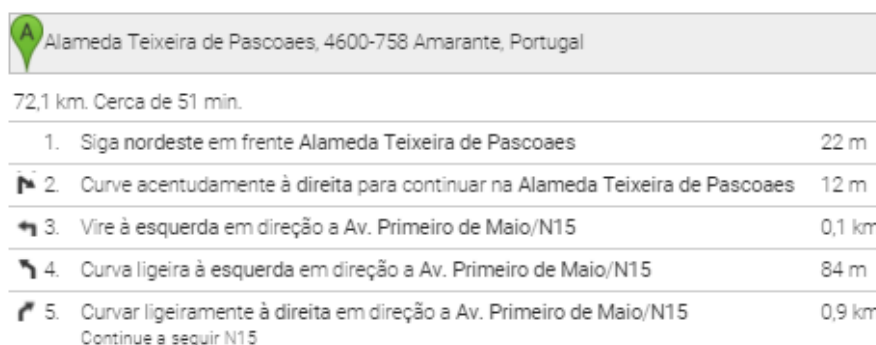 A
Alameda Teixeira de Pascoaes, 4600-758 Amarante, Portugal
72,1 km. Cerca de 51 min.
1. Siga nordeste em frente Alameda Teixeira de Pascoaes 22 m
2. Curve acentudamente à direita para continuar na Alameda Teixeira de Pascoaes 12 m
3. Vire à esquerda em direção a Av. Primeiro de Maio/N15 0,1 km
4. Curva ligeira à esquerda em direção a Av. Primeiro de Maio/N15 84 m
5. Curvar ligeiramente à direita em direção a Av. Primeiro de Maio/N15 0,9 km
Continue a seguir N15